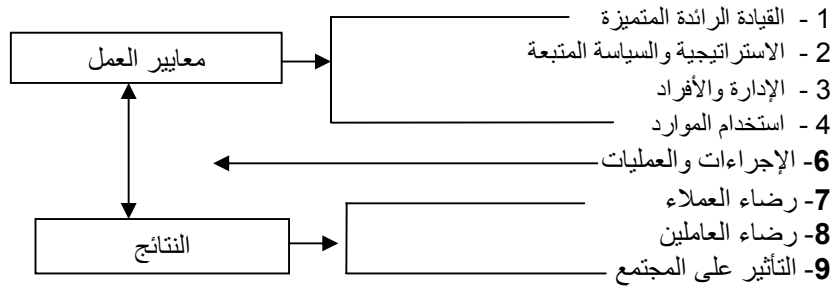 1 - القيادة الرائدة المتميزة
2 - الاستراتيجية والسياسة المتبعة
معايير العمل
3 - الإدارة والأفراد
4 - استخدام الموارد
6- الإجراءات والعمليات
7- رضاء العملاء
8- رضاء العاملين
النتائج
9- التأثير على المجتمع